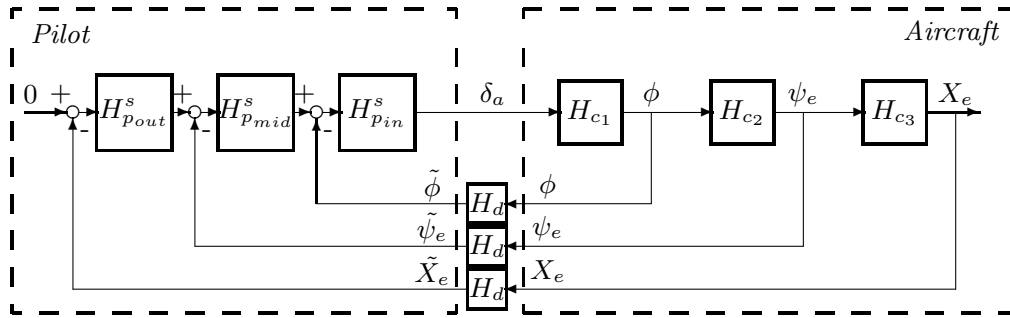 Pilot
Aircraft
0 + - H^s_{p_{out}} + - H^s_{p_{mid}} + - H^s_{p_{in}} δ_a H_{c_1} ϕ H_{c_2} ψ_e H_{c_3} X_e
ϕ̃ H_d ϕ
ψ̃_e H_d ψ_e
X̃_e H_d X_e